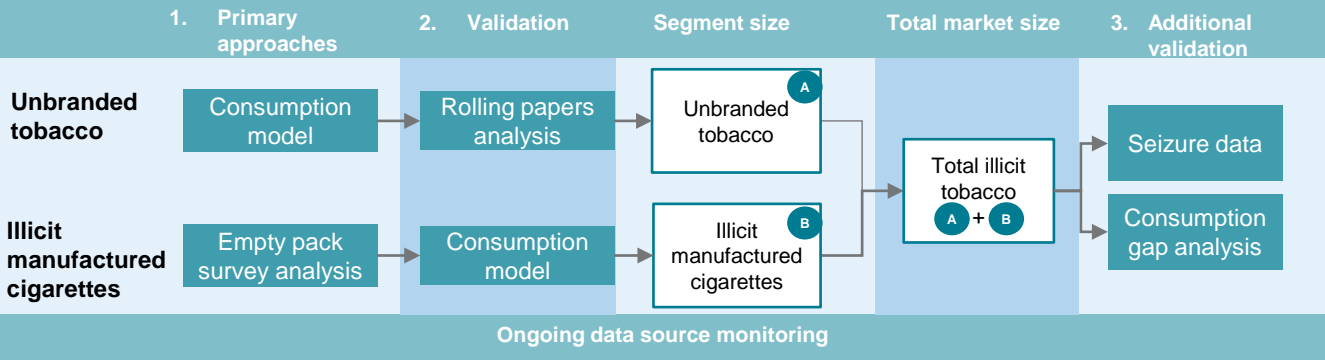 1. Primary
approaches
2. Validation
Segment size
Total market size
3. Additional
validation
Unbranded
tobacco
Consumption
model
Rolling papers
analysis
A
Unbranded
tobacco
Illicit
manufactured
cigarettes
Empty pack
survey analysis
Consumption
model
B
Illicit
manufactured
cigarettes
Total illicit
tobacco
A + B
Seizure data
Consumption
gap analysis
Ongoing data source monitoring